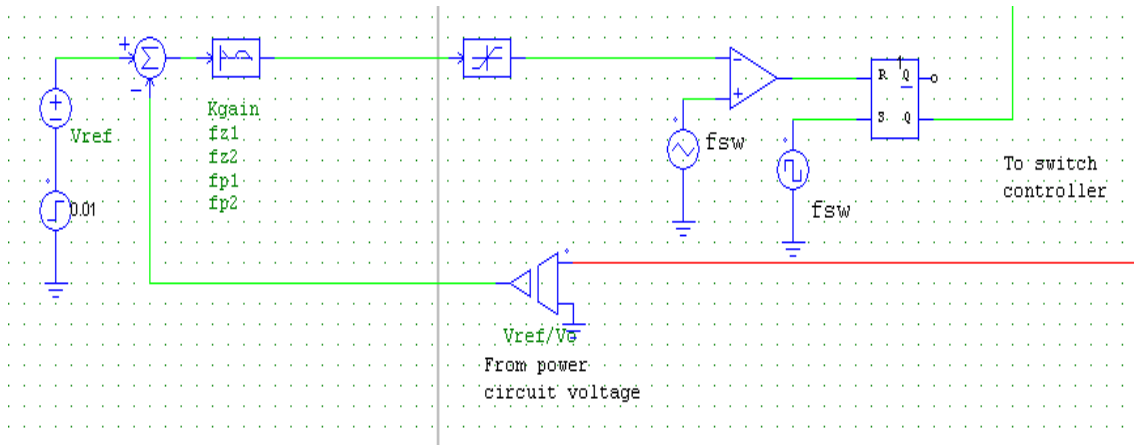 +
Σ
−
Vref
0.01
Kgain
fz1
fz2
fp1
fp2
−
+
fsw
fsw
R Q
S Q
To switch
controller
Vref/Vo
From power
circuit voltage